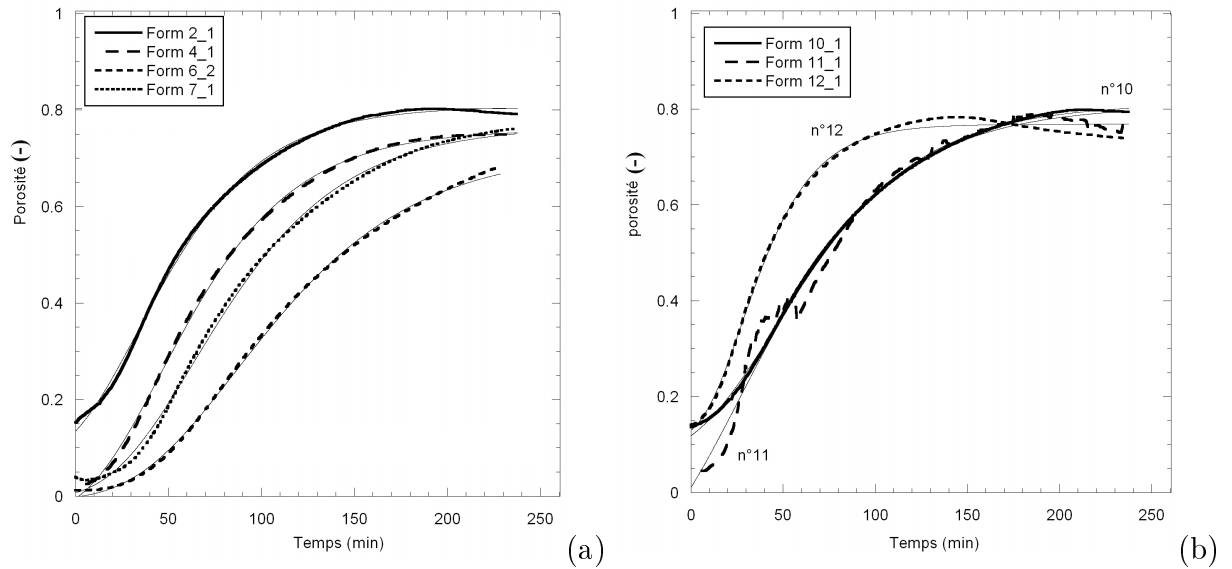 1
0.8
0.6
0.4
0.2
0
Porosité (-)
Form 2_1
Form 4_1
Form 6_2
Form 7_1
0 50 100 150 200 250
Temps (min)
(a)
1
0.8
0.6
0.4
0.2
0
porosité (-)
Form 10_1
Form 11_1
Form 12_1
n°10
n°12
n°11
0 50 100 150 200 250
Temps (min)
(b)